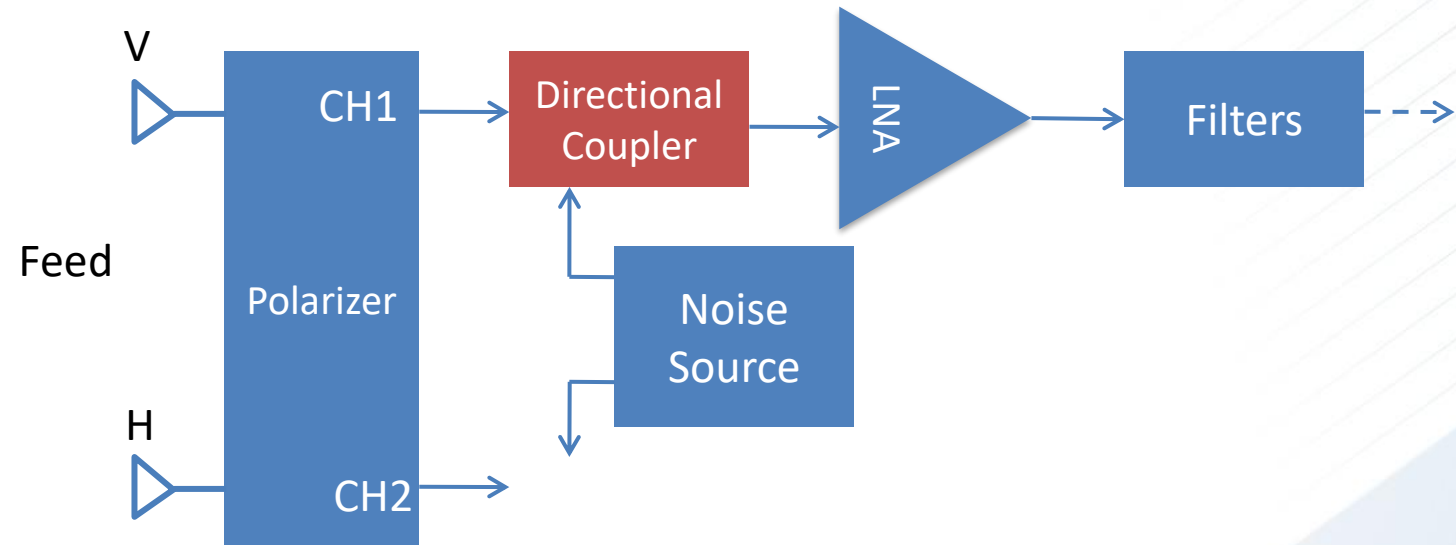 V
CH1
Directional
Coupler
LNA
Filters
Feed
Polarizer
Noise
Source
H
CH2